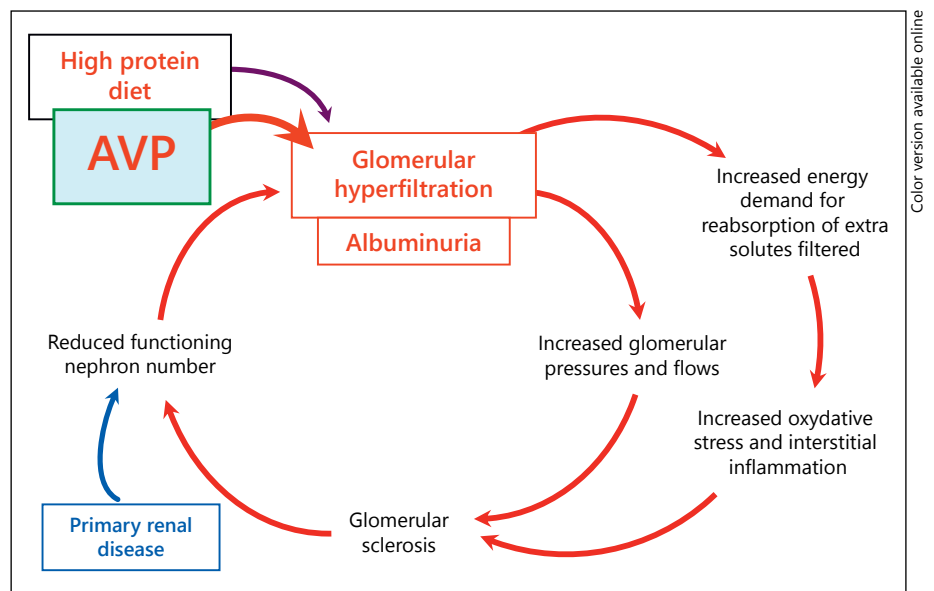 High protein
diet
AVP
Glomerular
hyperfiltration
Albuminuria
Increased energy
demand for
reabsorption of extra
solutes filtered
Reduced functioning
nephron number
Increased glomerular
pressures and flows
Increased oxydative
stress and interstitial
inflammation
Glomerular
sclerosis
Primary renal
disease
Color version available online